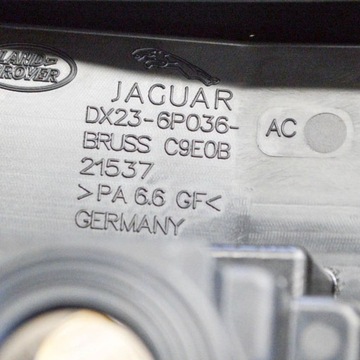 LAND-
ROVER
JAGUAR
DX23-6P036- AC
BRUSS C9E0B
21537
>PA 6.6 GF<
GERMANY